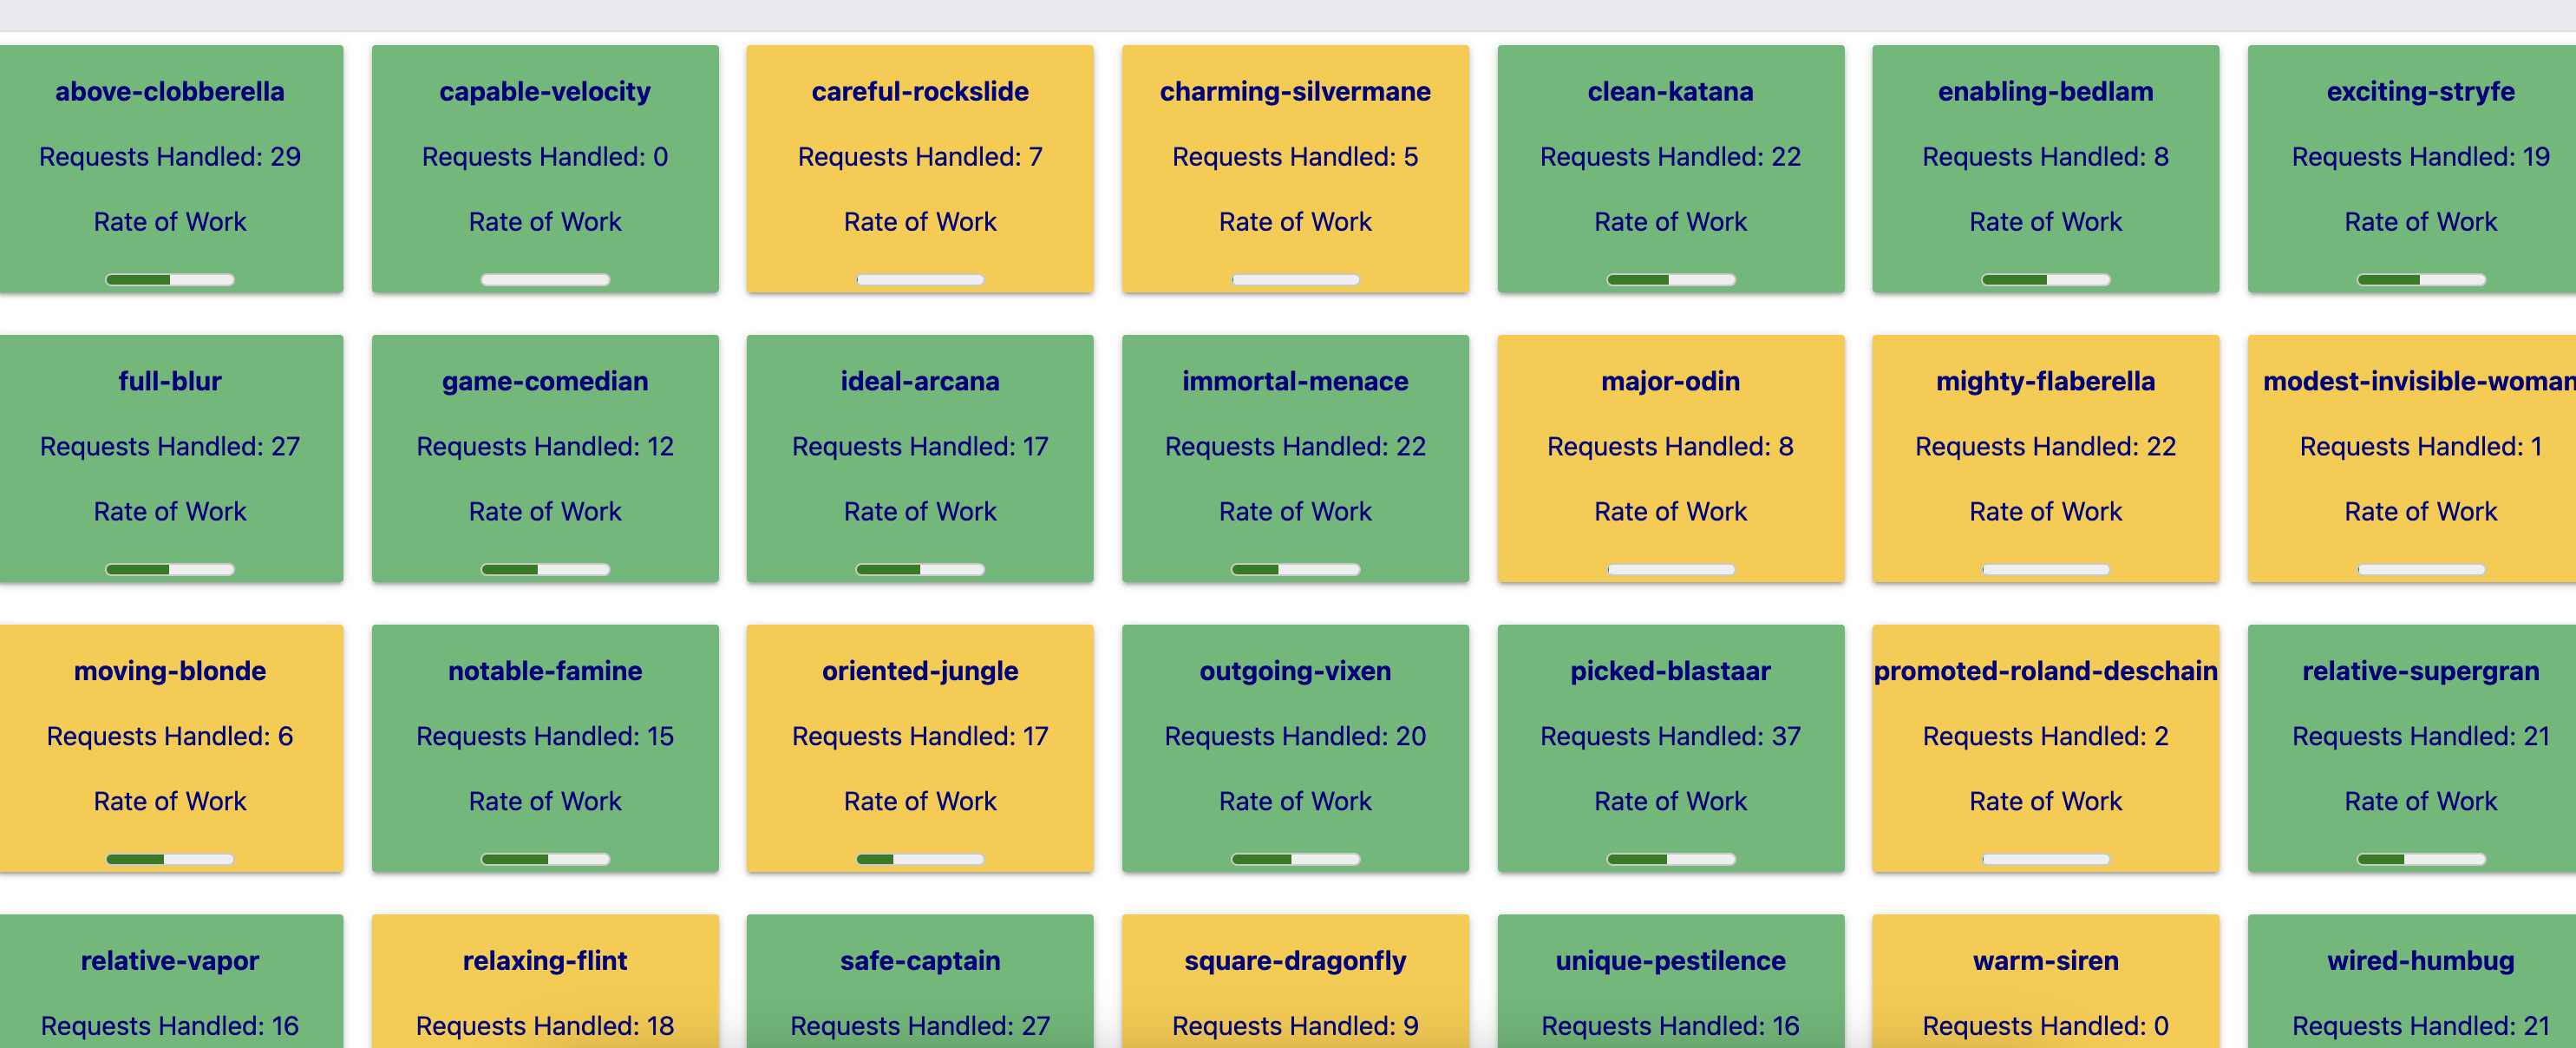 above-clobberella
Requests Handled: 29
Rate of Work
capable-velocity
Requests Handled: 0
Rate of Work
careful-rockslide
Requests Handled: 7
Rate of Work
charming-silvermane
Requests Handled: 5
Rate of Work
clean-katana
Requests Handled: 22
Rate of Work
enabling-bedlam
Requests Handled: 8
Rate of Work
exciting-stryfe
Requests Handled: 19
Rate of Work
full-blur
Requests Handled: 27
Rate of Work
game-comedian
Requests Handled: 12
Rate of Work
ideal-arcana
Requests Handled: 17
Rate of Work
immortal-menace
Requests Handled: 22
Rate of Work
major-odin
Requests Handled: 8
Rate of Work
mighty-flaberella
Requests Handled: 22
Rate of Work
modest-invisible-woman
Requests Handled: 1
Rate of Work
moving-blonde
Requests Handled: 6
Rate of Work
notable-famine
Requests Handled: 15
Rate of Work
oriented-jungle
Requests Handled: 17
Rate of Work
outgoing-vixen
Requests Handled: 20
Rate of Work
picked-blastaar
Requests Handled: 37
Rate of Work
promoted-roland-deschain
Requests Handled: 2
Rate of Work
relative-supergran
Requests Handled: 21
Rate of Work
relative-vapor
Requests Handled: 16
relaxing-flint
Requests Handled: 18
safe-captain
Requests Handled: 27
square-dragonfly
Requests Handled: 9
unique-pestilence
Requests Handled: 16
warm-siren
Requests Handled: 0
wired-humbug
Requests Handled: 21